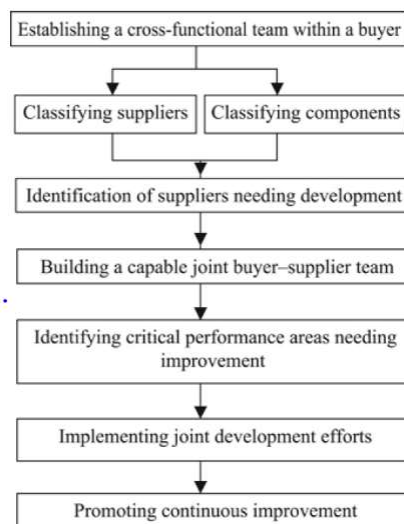 Establishing a cross-functional team within a buyer
Classifying suppliers
Classifying components
Identification of suppliers needing development
Building a capable joint buyer–supplier team
Identifying critical performance areas needing
improvement
Implementing joint development efforts
Promoting continuous improvement